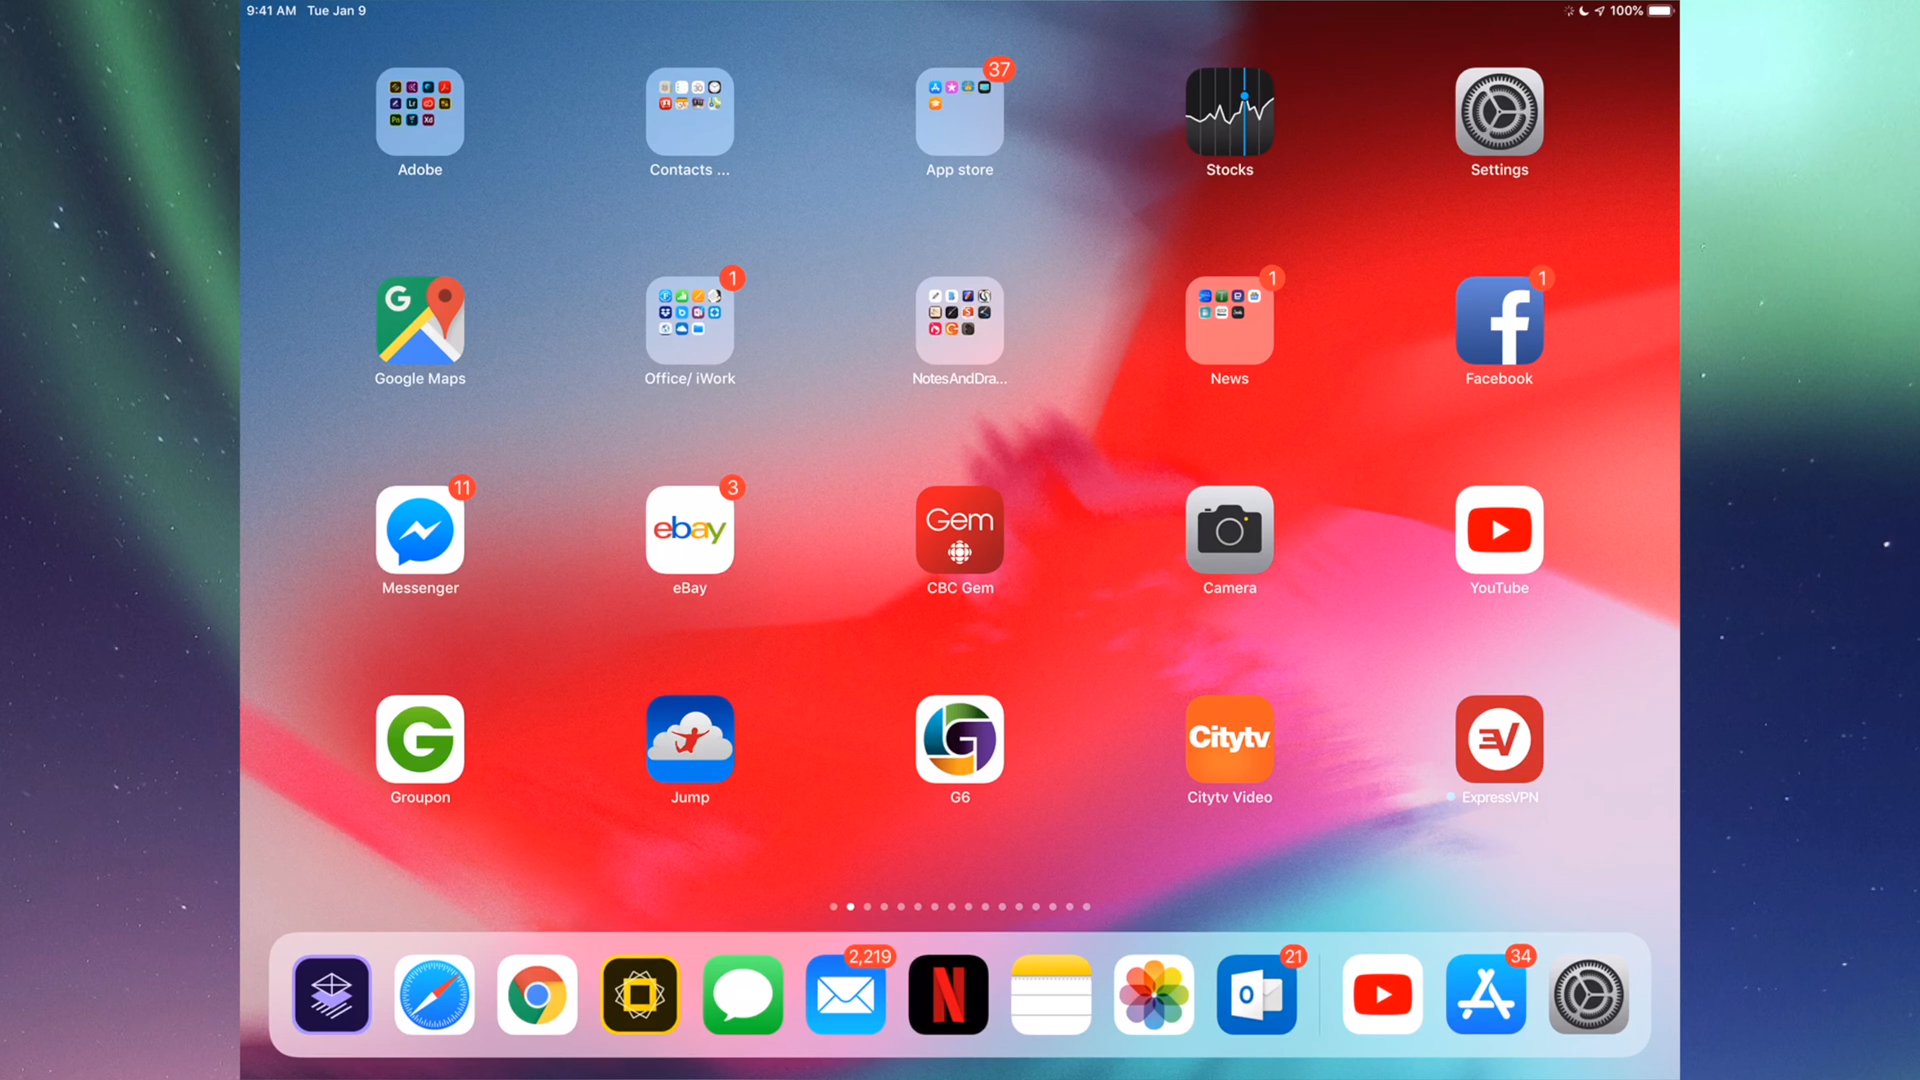 9:41 AM Tue Jan 9
100%
37
Adobe
Contacts ...
App store
Stocks
Settings
1
1
1
Google Maps
Office/ iWork
NotesAndDra...
News
Facebook
11
3
ebay
Gem
Messenger
eBay
CBC Gem
Camera
YouTube
Citytv
Groupon
Jump
G6
Citytv Video
ExpressVPN
2,219
21
34